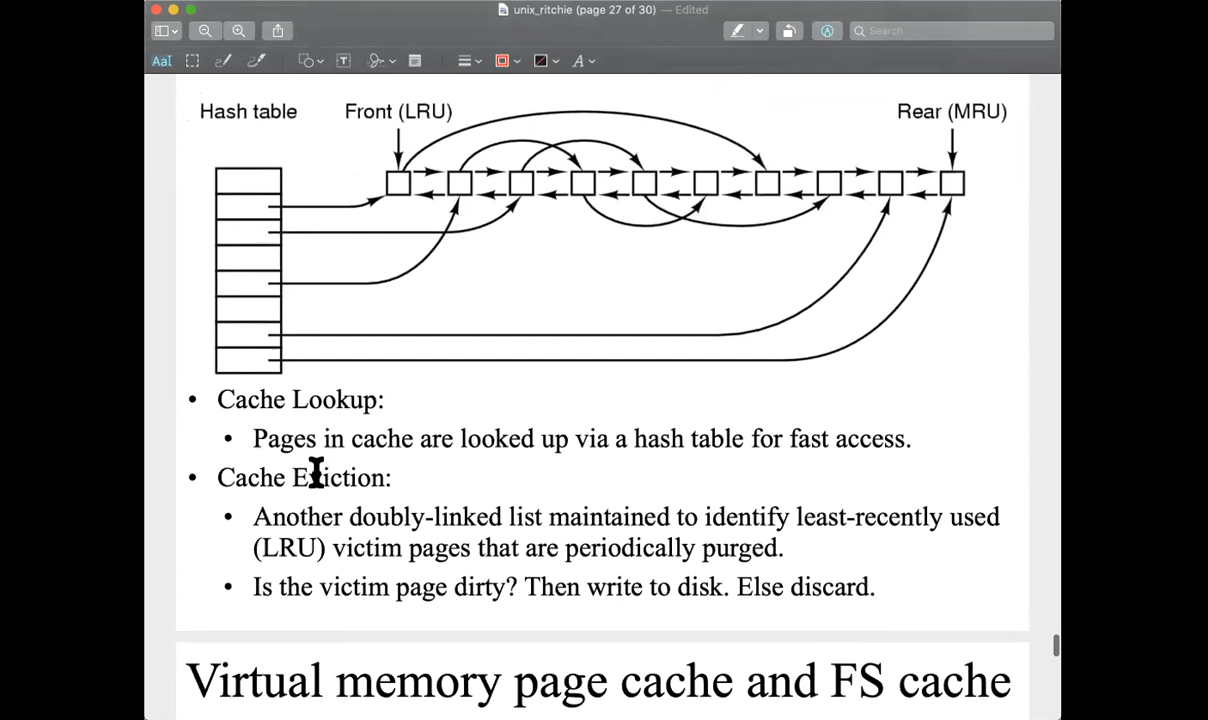 unix_ritchie (page 27 of 30) — Edited
Search
AaI
T
A
Hash table
Front (LRU)
Rear (MRU)
• Cache Lookup:
• Pages in cache are looked up via a hash table for fast access.
• Cache Eviction:
• Another doubly-linked list maintained to identify least-recently used
(LRU) victim pages that are periodically purged.
• Is the victim page dirty? Then write to disk. Else discard.
Virtual memory page cache and FS cache